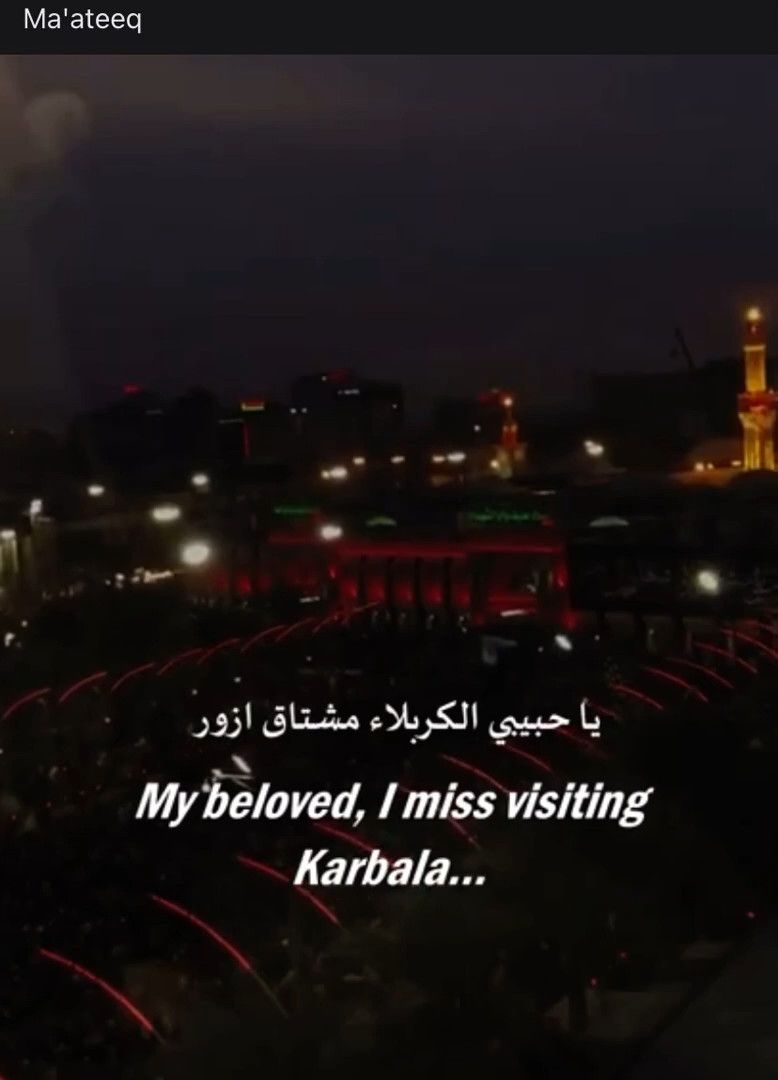 Ma'ateeq
يا حبيبي الكربلاء مشتاق ازور
My beloved, I miss visiting
Karbala...